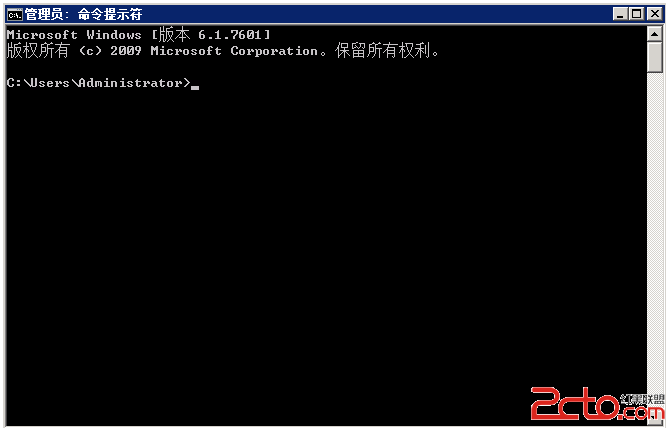 管理员: 命令提示符
Microsoft Windows [版本 6.1.7601]
版权所有 (c) 2009 Microsoft Corporation。保留所有权利。
C:\Users\Administrator>
2cto.com